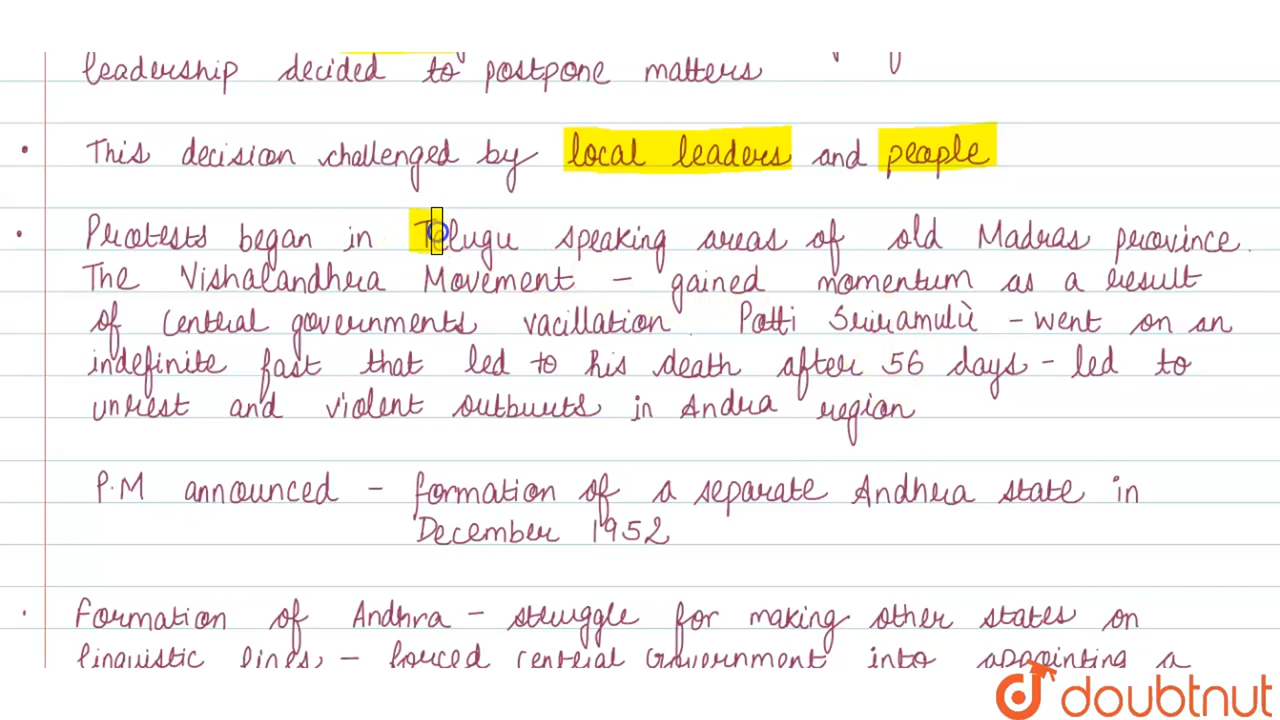 leadership decided to postpone matters
• This decision challenged by local leaders and people
• Protests began in Telugu speaking areas of old Madras province.
The Vishalandhra Movement – gained momentum as a result
of central governments vacillation. Potti Sriramulu – went on an
indefinite fast that led to his death after 56 days – led to
unrest and violent outbursts in Andra region
P.M announced – formation of a separate Andhra state in
December 1952
• Formation of Andhra – struggle for making other states on
linguistic lines – forced central Government into appointing a
doubtnut